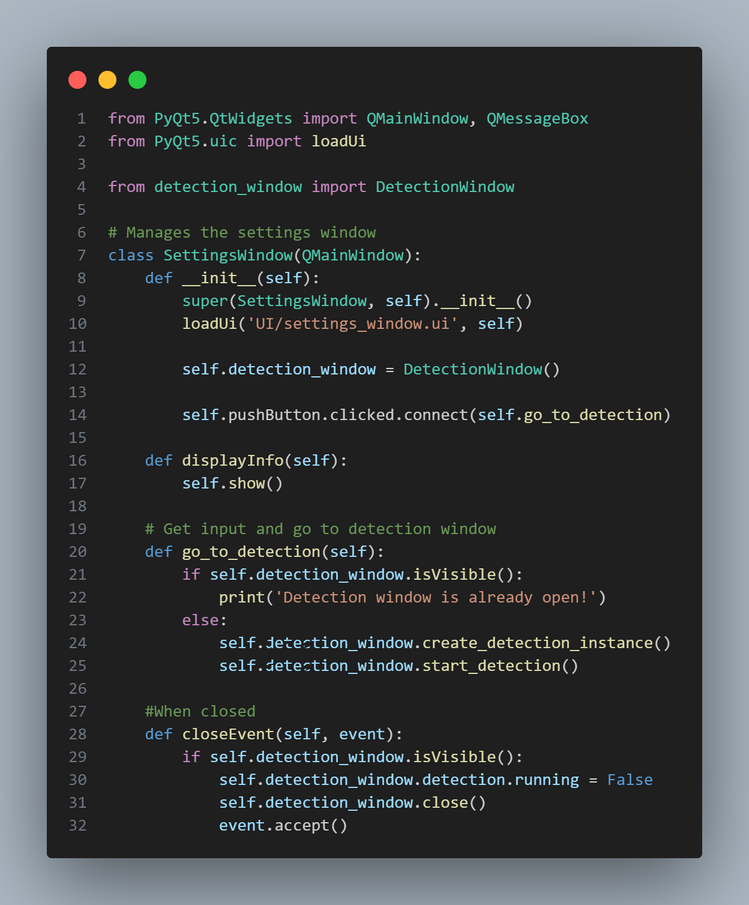 1 from PyQt5.QtWidgets import QMainWindow, QMessageBox
2 from PyQt5.uic import loadUi
3
4 from detection_window import DetectionWindow
5
6 # Manages the settings window
7 class SettingsWindow(QMainWindow):
8     def __init__(self):
9         super(SettingsWindow, self).__init__()
10         loadUi('UI/settings_window.ui', self)
11
12         self.detection_window = DetectionWindow()
13
14         self.pushButton.clicked.connect(self.go_to_detection)
15
16     def displayInfo(self):
17         self.show()
18
19     # Get input and go to detection window
20     def go_to_detection(self):
21         if self.detection_window.isVisible():
22             print('Detection window is already open!')
23         else:
24             self.detection_window.create_detection_instance()
25             self.detection_window.start_detection()
26
27     #When closed
28     def closeEvent(self, event):
29         if self.detection_window.isVisible():
30             self.detection_window.detection.running = False
31             self.detection_window.close()
32             event.accept()